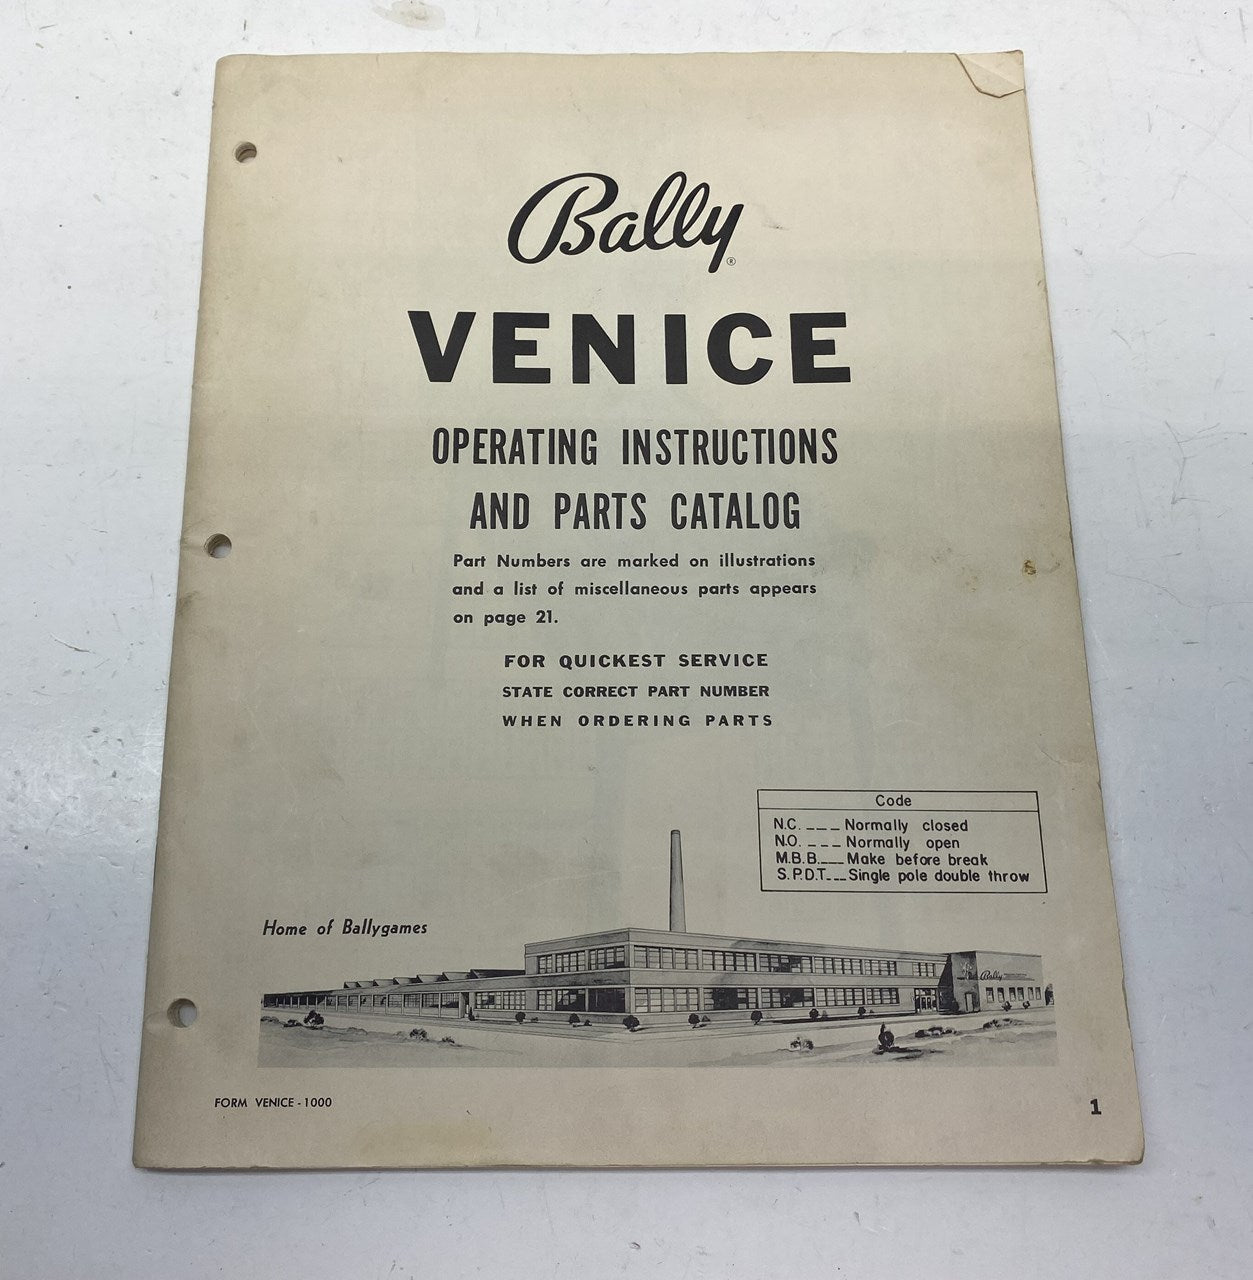 Bally®
VENICE
OPERATING INSTRUCTIONS
AND PARTS CATALOG
Part Numbers are marked on illustrations
and a list of miscellaneous parts appears
on page 21.
FOR QUICKEST SERVICE
STATE CORRECT PART NUMBER
WHEN ORDERING PARTS
Code
N.C. ___ Normally closed
N.O. ___ Normally open
M.B.B.___ Make before break
S.P.D.T.___ Single pole double throw
Home of Ballygames
Bally
FORM VENICE - 1000
1